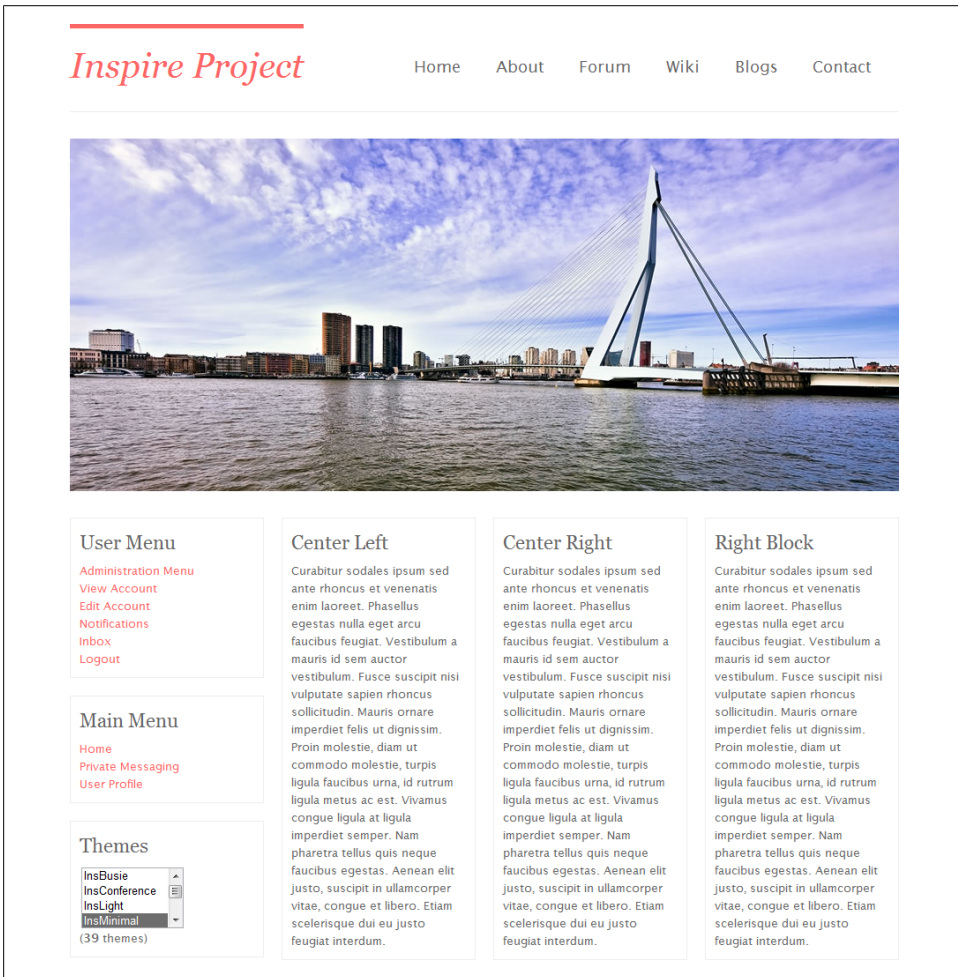 Inspire Project
Home About Forum Wiki Blogs Contact
User Menu
Administration Menu
View Account
Edit Account
Notifications
Inbox
Logout
Main Menu
Home
Private Messaging
User Profile
Themes
InsBusie
InsConference
InsLight
InsMinimal
(39 themes)
Center Left
Curabitur sodales ipsum sed
ante rhoncus et venenatis
enim laoreet. Phasellus
egestas nulla eget arcu
faucibus feugiat. Vestibulum a
mauris id sem auctor
vestibulum. Fusce suscipit nisi
vulputate sapien rhoncus
sollicitudin. Mauris ornare
imperdiet felis ut dignissim.
Proin molestie, diam ut
commodo molestie, turpis
ligula faucibus urna, id rutrum
ligula metus ac est. Vivamus
congue ligula at ligula
imperdiet semper. Nam
pharetra tellus quis neque
faucibus egestas. Aenean elit
justo, suscipit in ullamcorper
vitae, congue et libero. Etiam
scelerisque dui eu justo
feugiat interdum.
Center Right
Curabitur sodales ipsum sed
ante rhoncus et venenatis
enim laoreet. Phasellus
egestas nulla eget arcu
faucibus feugiat. Vestibulum a
mauris id sem auctor
vestibulum. Fusce suscipit nisi
vulputate sapien rhoncus
sollicitudin. Mauris ornare
imperdiet felis ut dignissim.
Proin molestie, diam ut
commodo molestie, turpis
ligula faucibus urna, id rutrum
ligula metus ac est. Vivamus
congue ligula at ligula
imperdiet semper. Nam
pharetra tellus quis neque
faucibus egestas. Aenean elit
justo, suscipit in ullamcorper
vitae, congue et libero. Etiam
scelerisque dui eu justo
feugiat interdum.
Right Block
Curabitur sodales ipsum sed
ante rhoncus et venenatis
enim laoreet. Phasellus
egestas nulla eget arcu
faucibus feugiat. Vestibulum a
mauris id sem auctor
vestibulum. Fusce suscipit nisi
vulputate sapien rhoncus
sollicitudin. Mauris ornare
imperdiet felis ut dignissim.
Proin molestie, diam ut
commodo molestie, turpis
ligula faucibus urna, id rutrum
ligula metus ac est. Vivamus
congue ligula at ligula
imperdiet semper. Nam
pharetra tellus quis neque
faucibus egestas. Aenean elit
justo, suscipit in ullamcorper
vitae, congue et libero. Etiam
scelerisque dui eu justo
feugiat interdum.